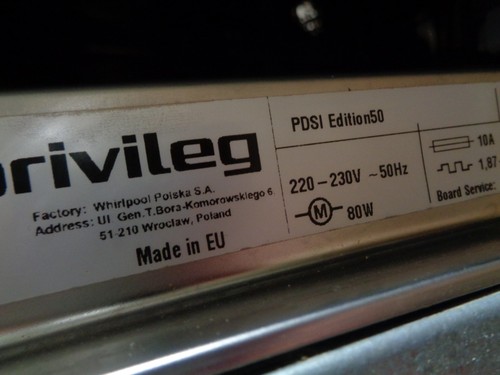 privileg
Factory: Whirlpool Polska S.A.
Address: Ul Gen.T.Bora-Komorowskiego 6
51-210 Wroclaw, Poland
Made in EU
PDSI Edition50
220-230V ~50Hz
M 80W
10A
1,87
Board Service: